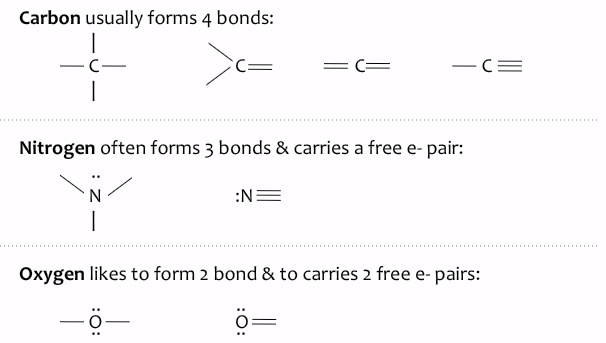 Carbon usually forms 4 bonds:
C C C C
Nitrogen often forms 3 bonds & carries a free e- pair:
N :N
Oxygen likes to form 2 bond & to carries 2 free e- pairs:
O O